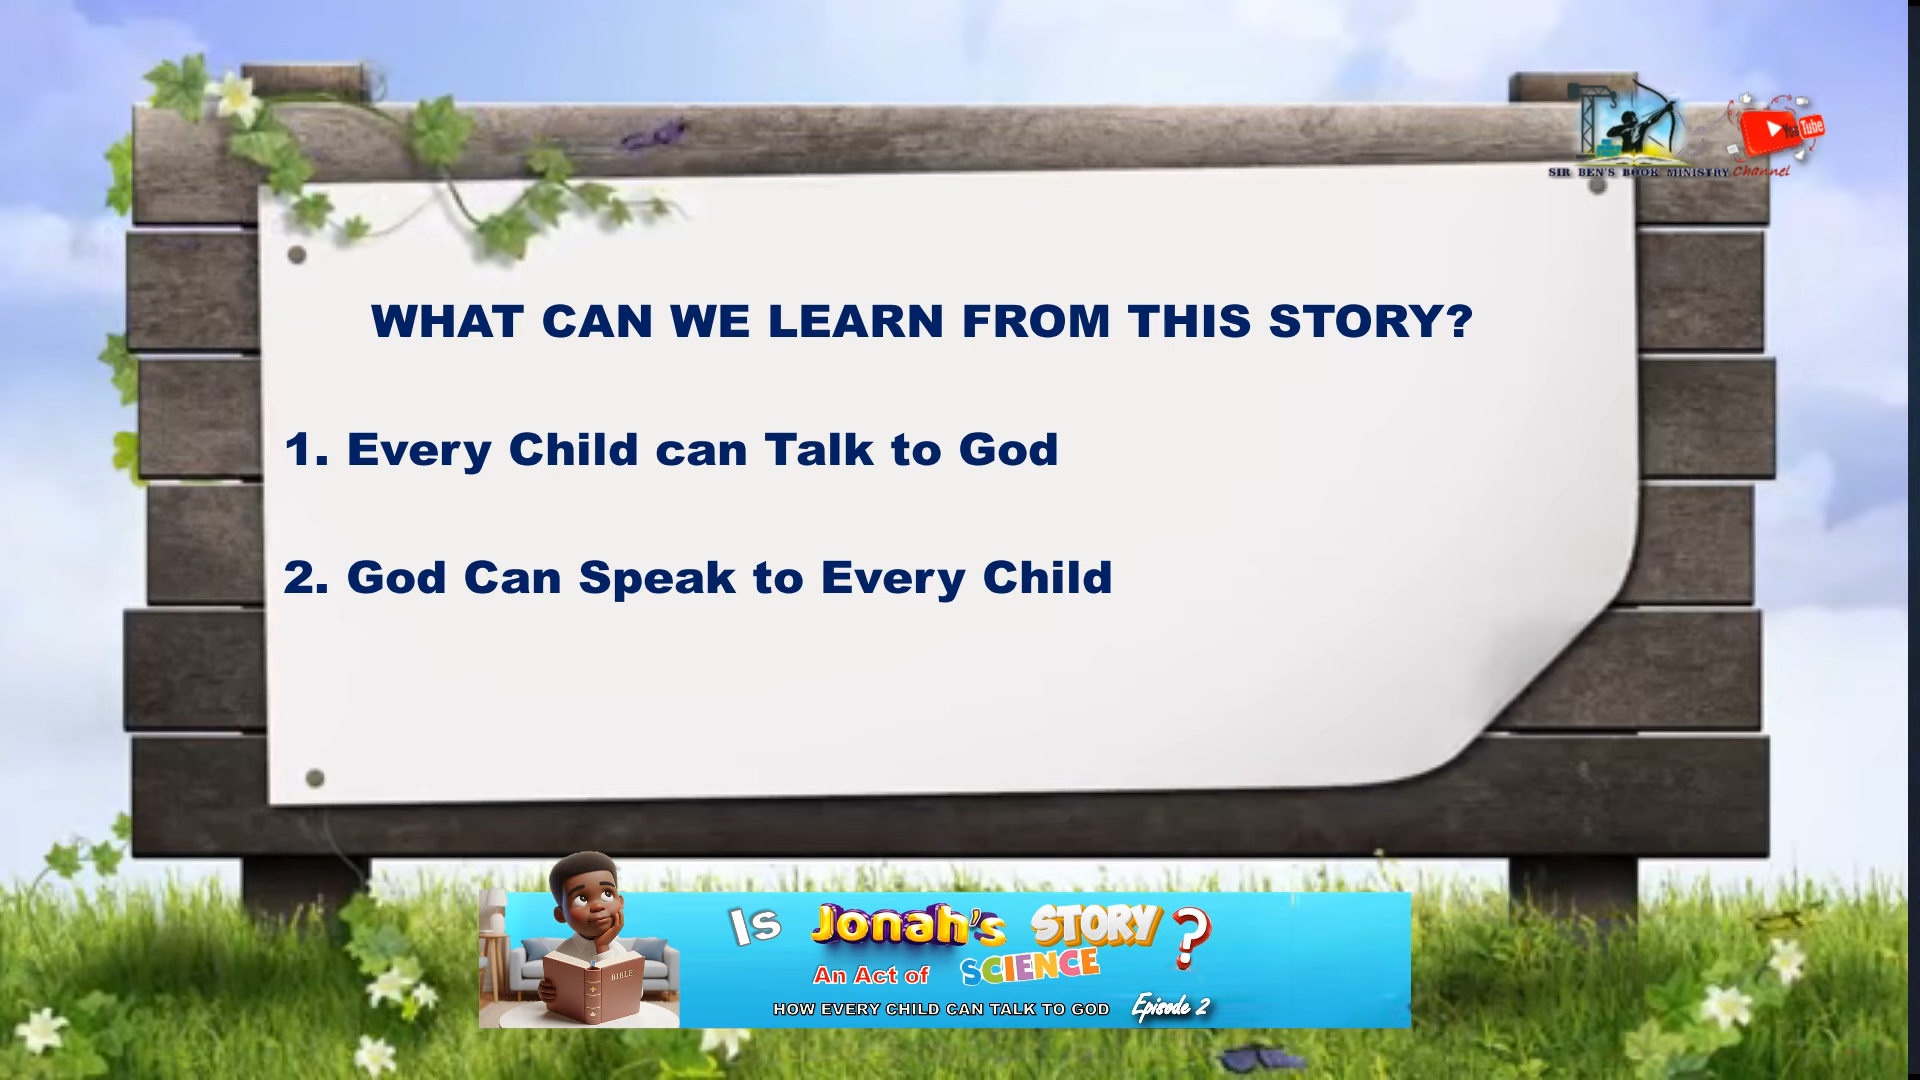 SIR BEN'S BOOK MINISTRY Channel
YouTube
WHAT CAN WE LEARN FROM THIS STORY?
1. Every Child can Talk to God
2. God Can Speak to Every Child
BIBLE
Is Jonah's STORY?
An Act of SCIENCE
HOW EVERY CHILD CAN TALK TO GOD Episode 2